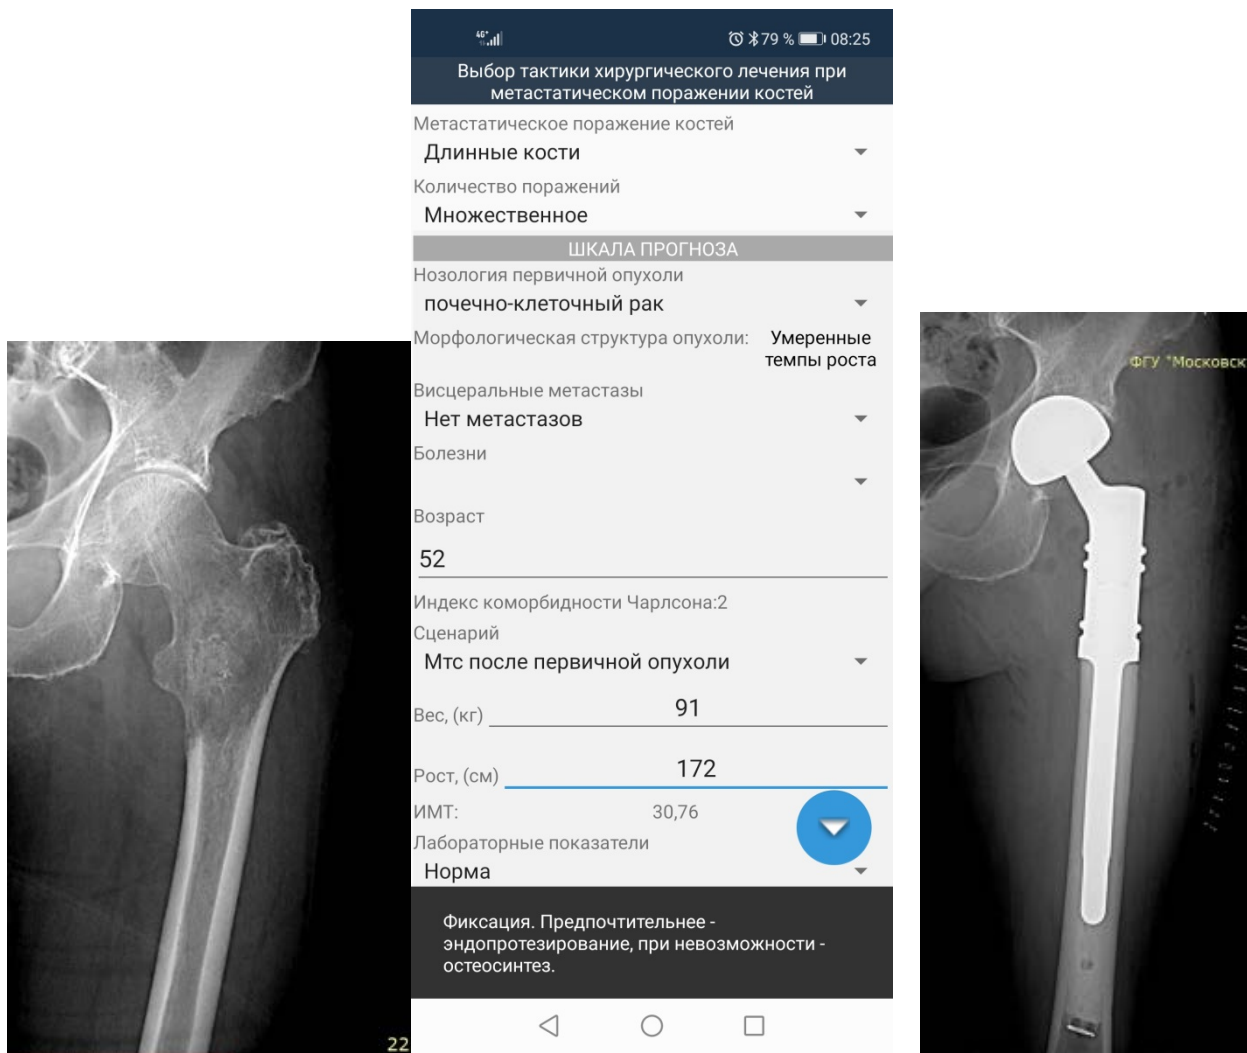 4G+
79 % 08:25
Выбор тактики хирургического лечения при
метастатическом поражении костей
Метастатическое поражение костей
Длинные кости
Количество поражений
Множественное
ШКАЛА ПРОГНОЗА
Нозология первичной опухоли
почечно-клеточный рак
Морфологическая структура опухоли: Умеренные
темпы роста
Висцеральные метастазы
Нет метастазов
Болезни
Возраст
52
Индекс коморбидности Чарлсона:2
Сценарий
Мтс после первичной опухоли
Вес, (кг) 91
Рост, (см) 172
ИМТ: 30,76
Лабораторные показатели
Норма
Фиксация. Предпочтительнее -
эндопротезирование, при невозможности -
остеосинтез.
22
ФГУ "Московск